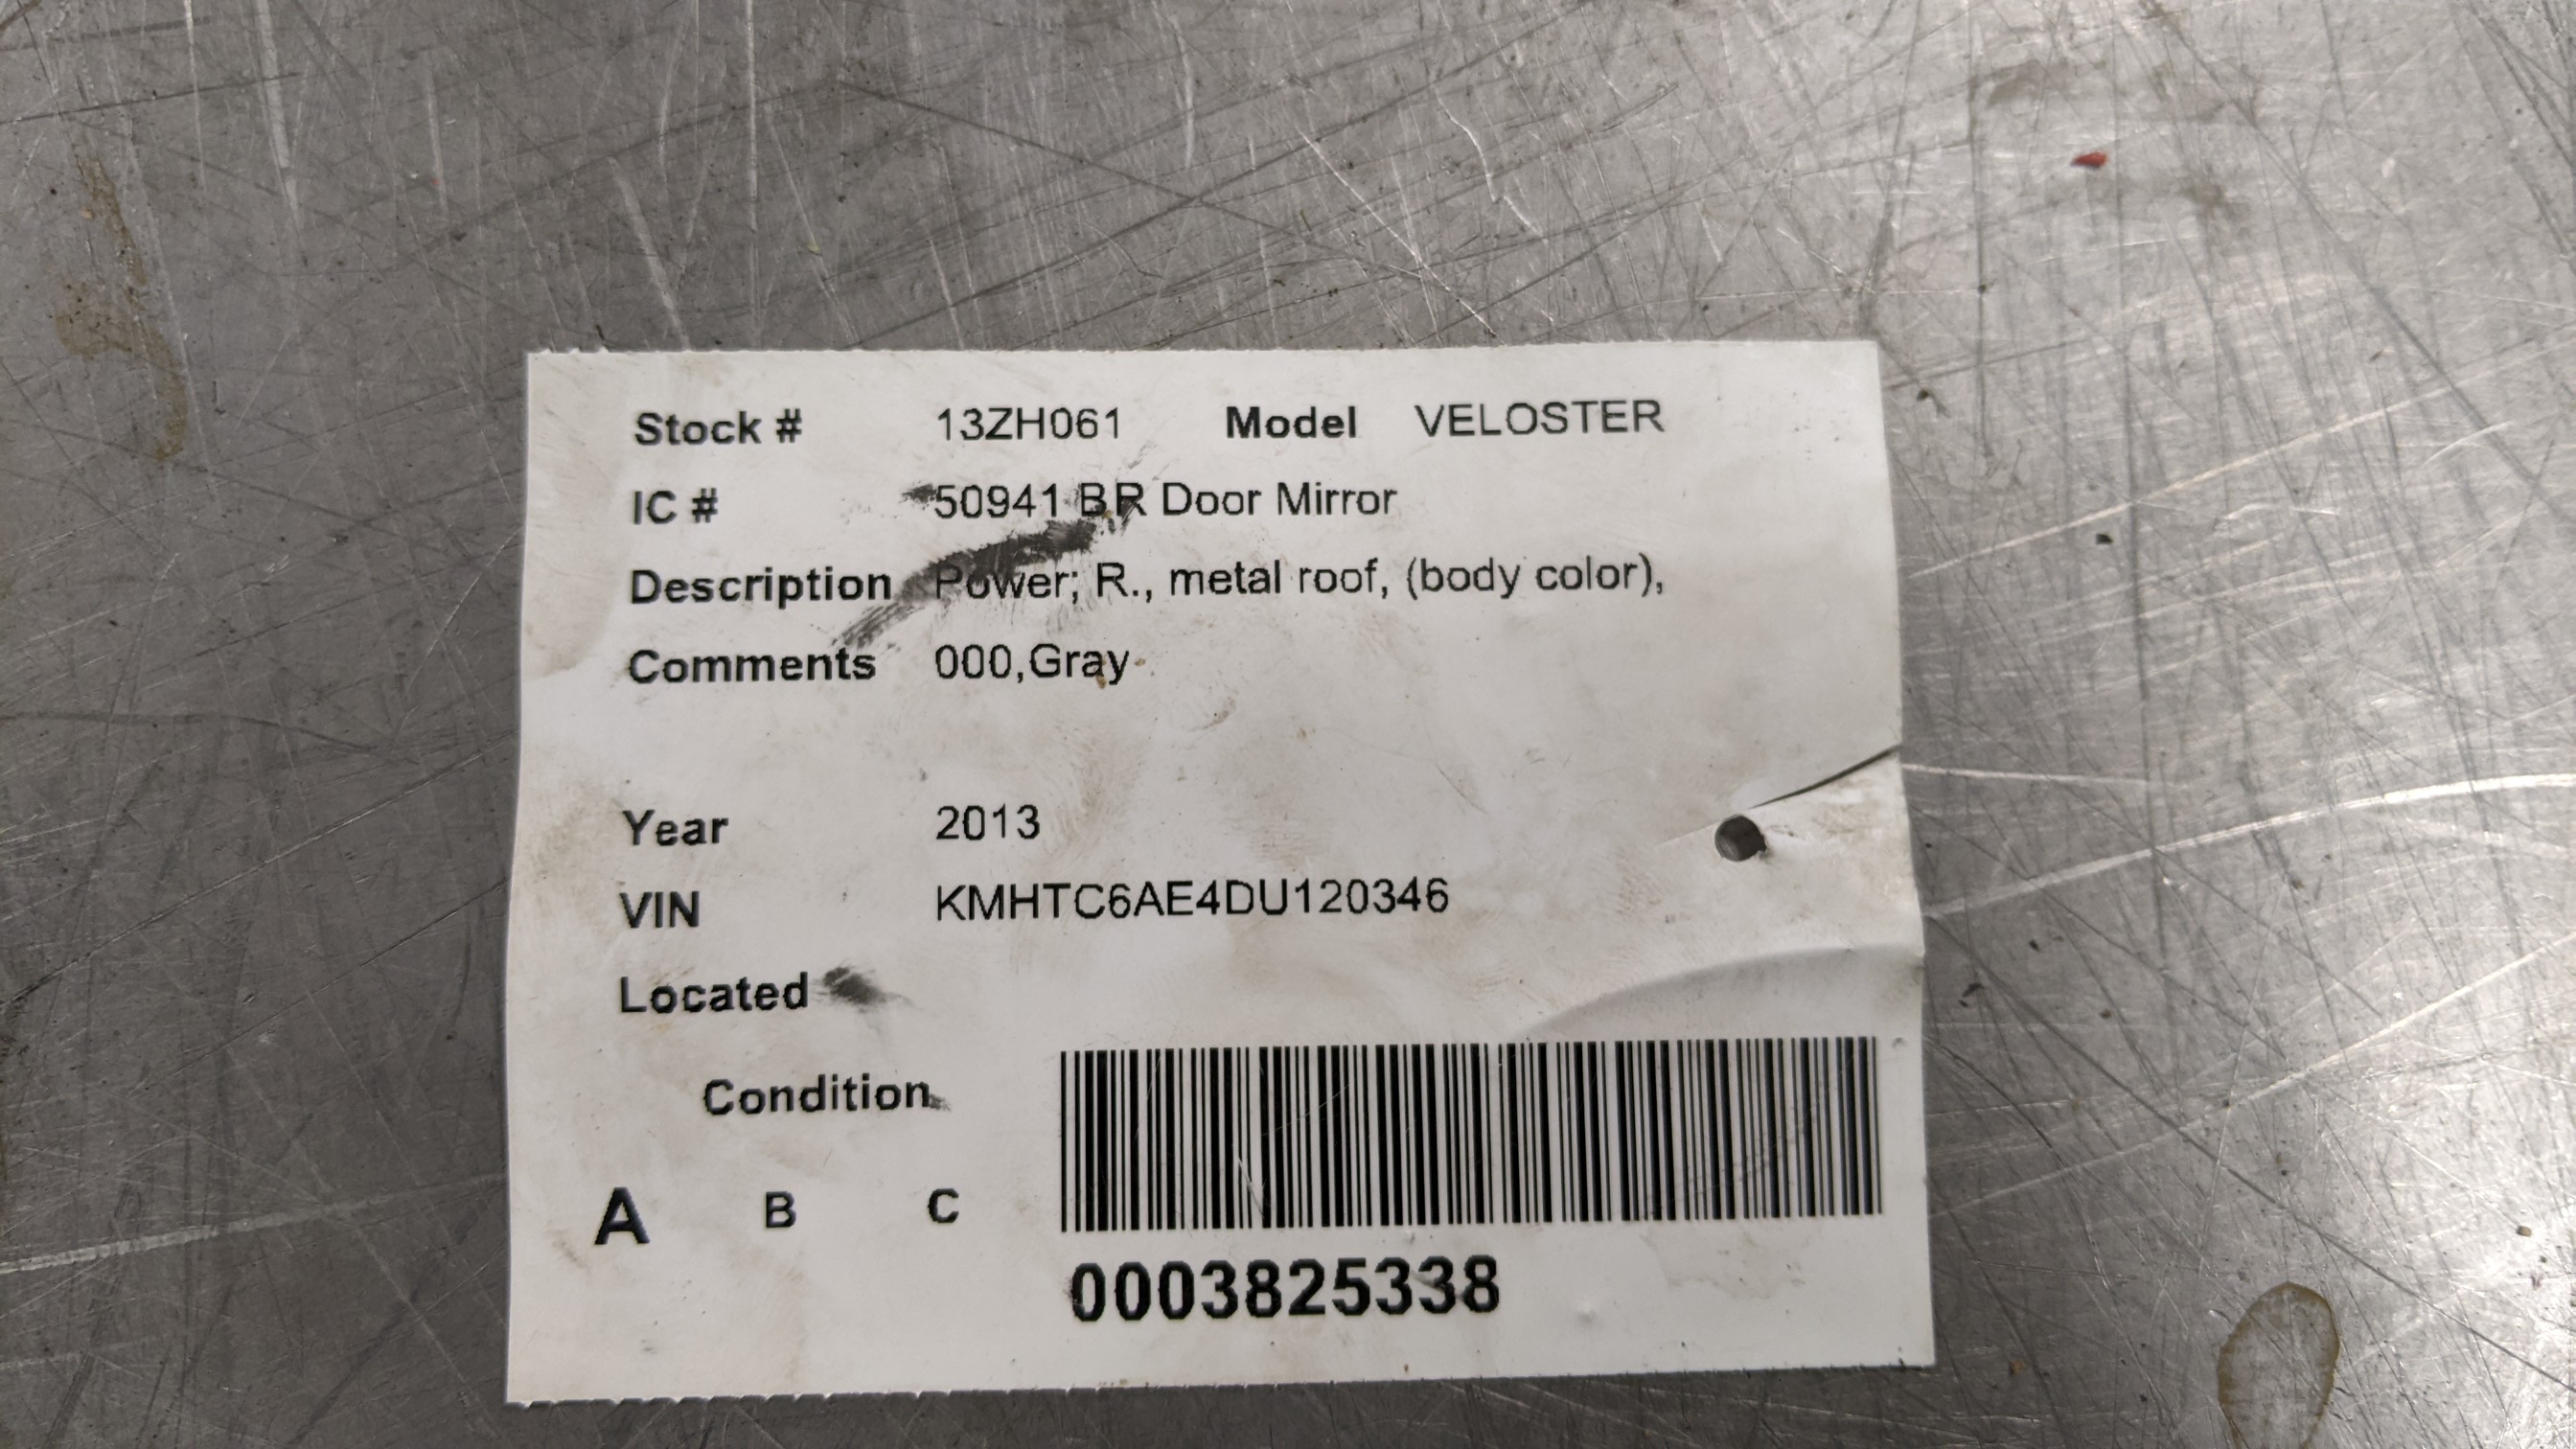 Stock # 13ZH061 Model VELOSTER
IC # 50941 BR Door Mirror
Description Power; R., metal roof, (body color),
Comments 000,Gray
Year 2013
VIN KMHTC6AE4DU120346
Located
Condition
A B C
0003825338